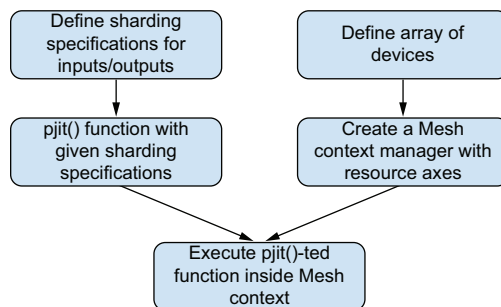 Define sharding
specifications for
inputs/outputs
Define array of
devices
pjit() function with
given sharding
specifications
Create a Mesh
context manager with
resource axes
Execute pjit()-ted
function inside Mesh
context